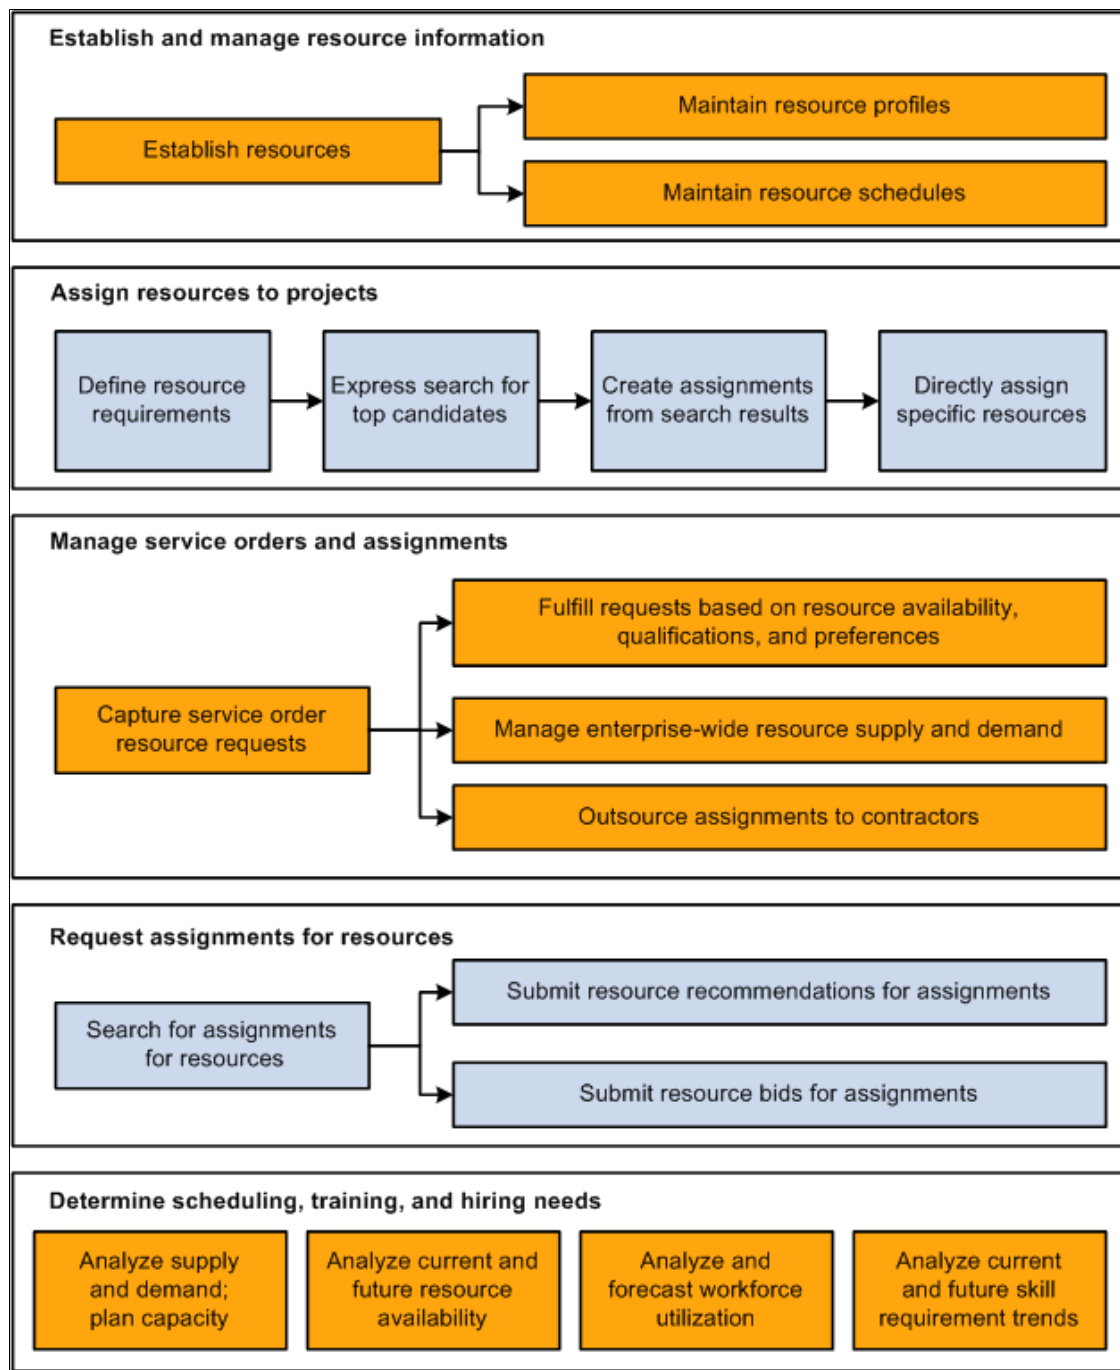 Establish and manage resource information
Maintain resource profiles
Establish resources
Maintain resource schedules
Assign resources to projects
Define resource
requirements
Express search for
top candidates
Create assignments
from search results
Directly assign
specific resources
Manage service orders and assignments
Fulfill requests based on resource availability,
qualifications, and preferences
Capture service order
resource requests
Manage enterprise-wide resource supply and demand
Outsource assignments to contractors
Request assignments for resources
Submit resource recommendations for assignments
Search for assignments
for resources
Submit resource bids for assignments
Determine scheduling, training, and hiring needs
Analyze supply
and demand;
plan capacity
Analyze current and
future resource
availability
Analyze and
forecast workforce
utilization
Analyze current
and future skill
requirement trends